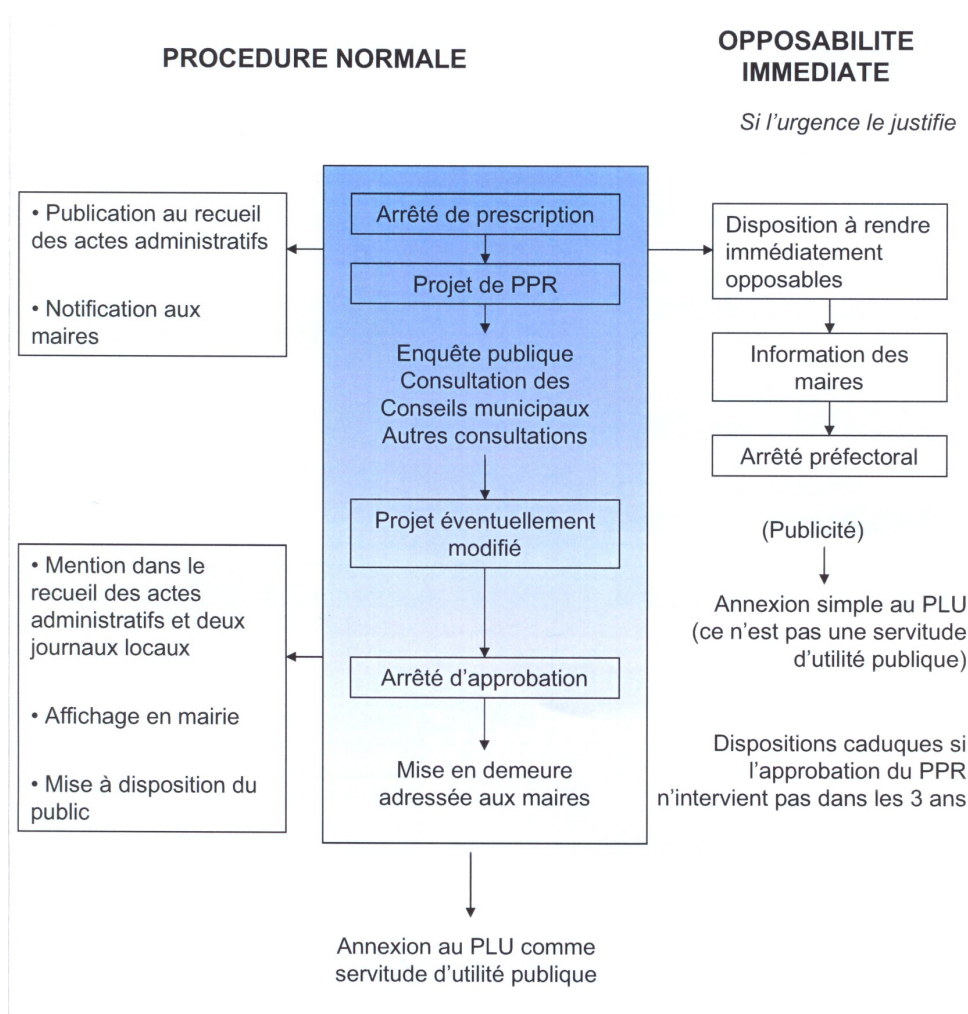 PROCEDURE NORMALE
OPPOSABILITE
IMMEDIATE
Si l'urgence le justifie
• Publication au recueil
des actes administratifs
• Notification aux
maires
Arrêté de prescription
Projet de PPR
Enquête publique
Consultation des
Conseils municipaux
Autres consultations
Projet éventuellement
modifié
Arrêté d'approbation
Mise en demeure
adressée aux maires
• Mention dans le
recueil des actes
administratifs et deux
journaux locaux
• Affichage en mairie
• Mise à disposition du
public
Annexion au PLU comme
servitude d'utilité publique
Disposition à rendre
immédiatement
opposables
Information des
maires
Arrêté préfectoral
(Publicité)
Annexion simple au PLU
(ce n'est pas une servitude
d'utilité publique)
Dispositions caduques si
l'approbation du PPR
n'intervient pas dans les 3 ans